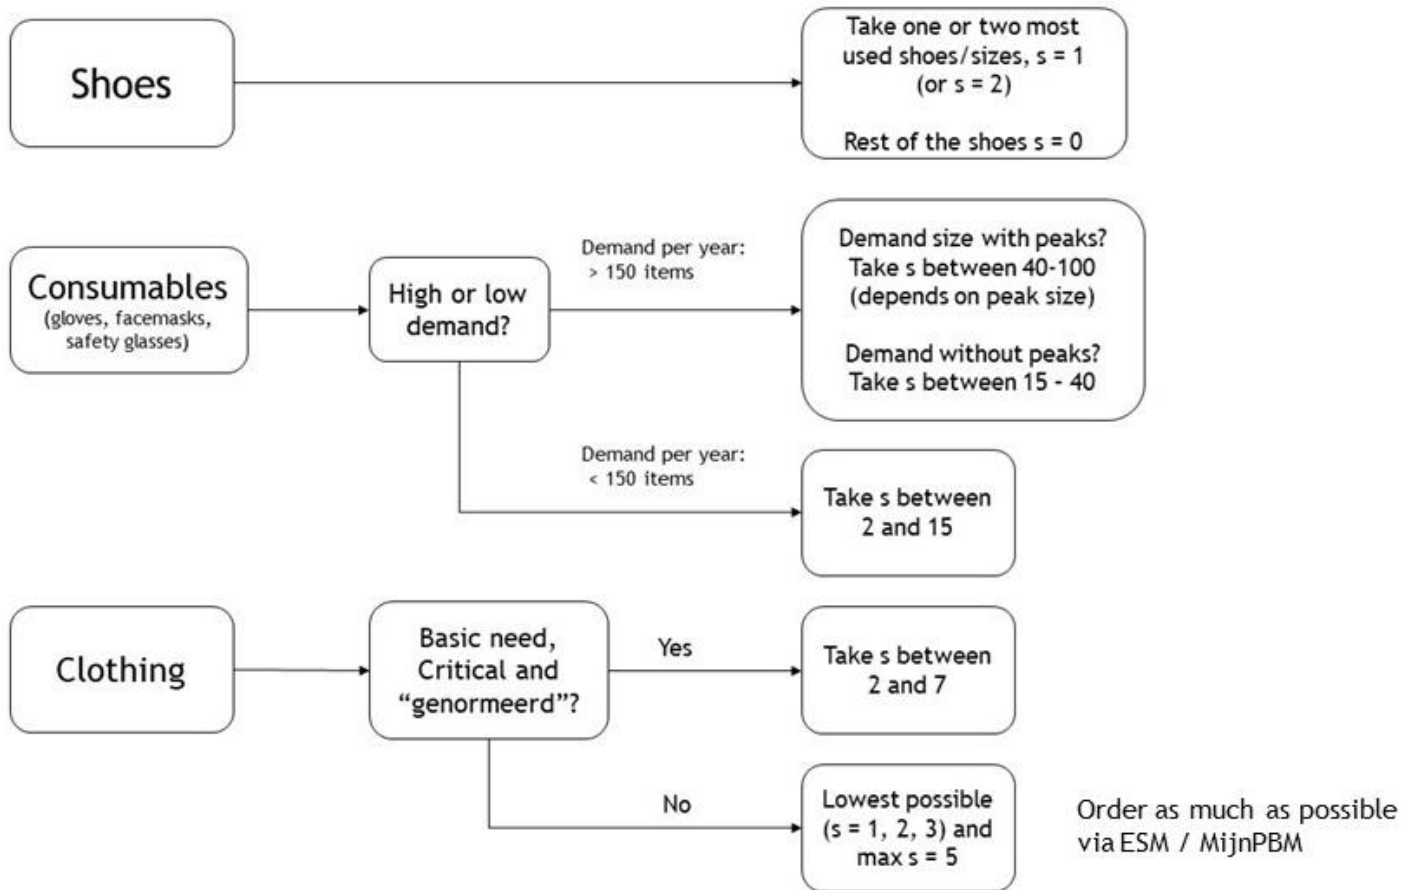 Shoes
Take one or two most
used shoes/sizes, s = 1
(or s = 2)
Rest of the shoes s = 0
Consumables
(gloves, facemasks,
safety glasses)
High or low
demand?
Demand per year:
> 150 items
Demand size with peaks?
Take s between 40-100
(depends on peak size)
Demand without peaks?
Take s between 15 - 40
Demand per year:
< 150 items
Take s between
2 and 15
Clothing
Basic need,
Critical and
“genormeerd”?
Yes
Take s between
2 and 7
No
Lowest possible
(s = 1, 2, 3) and
max s = 5
Order as much as possible
via ESM / MijnPBM